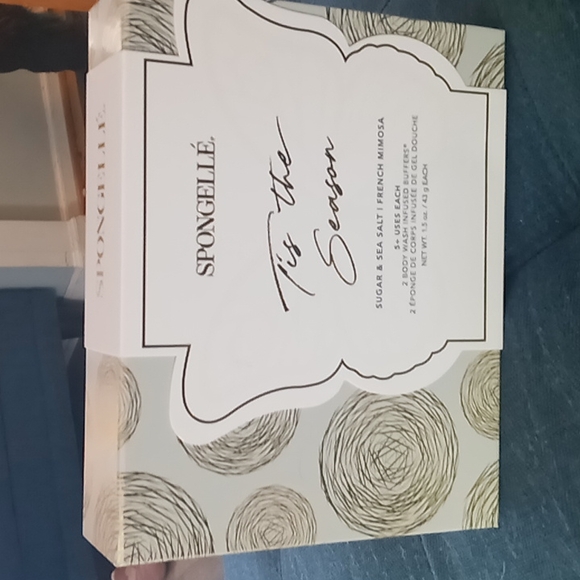 SPONGELLÉ
SPONGELLÉ®
'Tis the
Season
SUGAR & SEA SALT | FRENCH MIMOSA
5+ USES EACH
2 BODY WASH INFUSED BUFFERS®
2 ÉPONGE DE CORPS INFUSÉE DE GEL DOUCHE
NET WT. 1.5 oz. / 43 g EACH